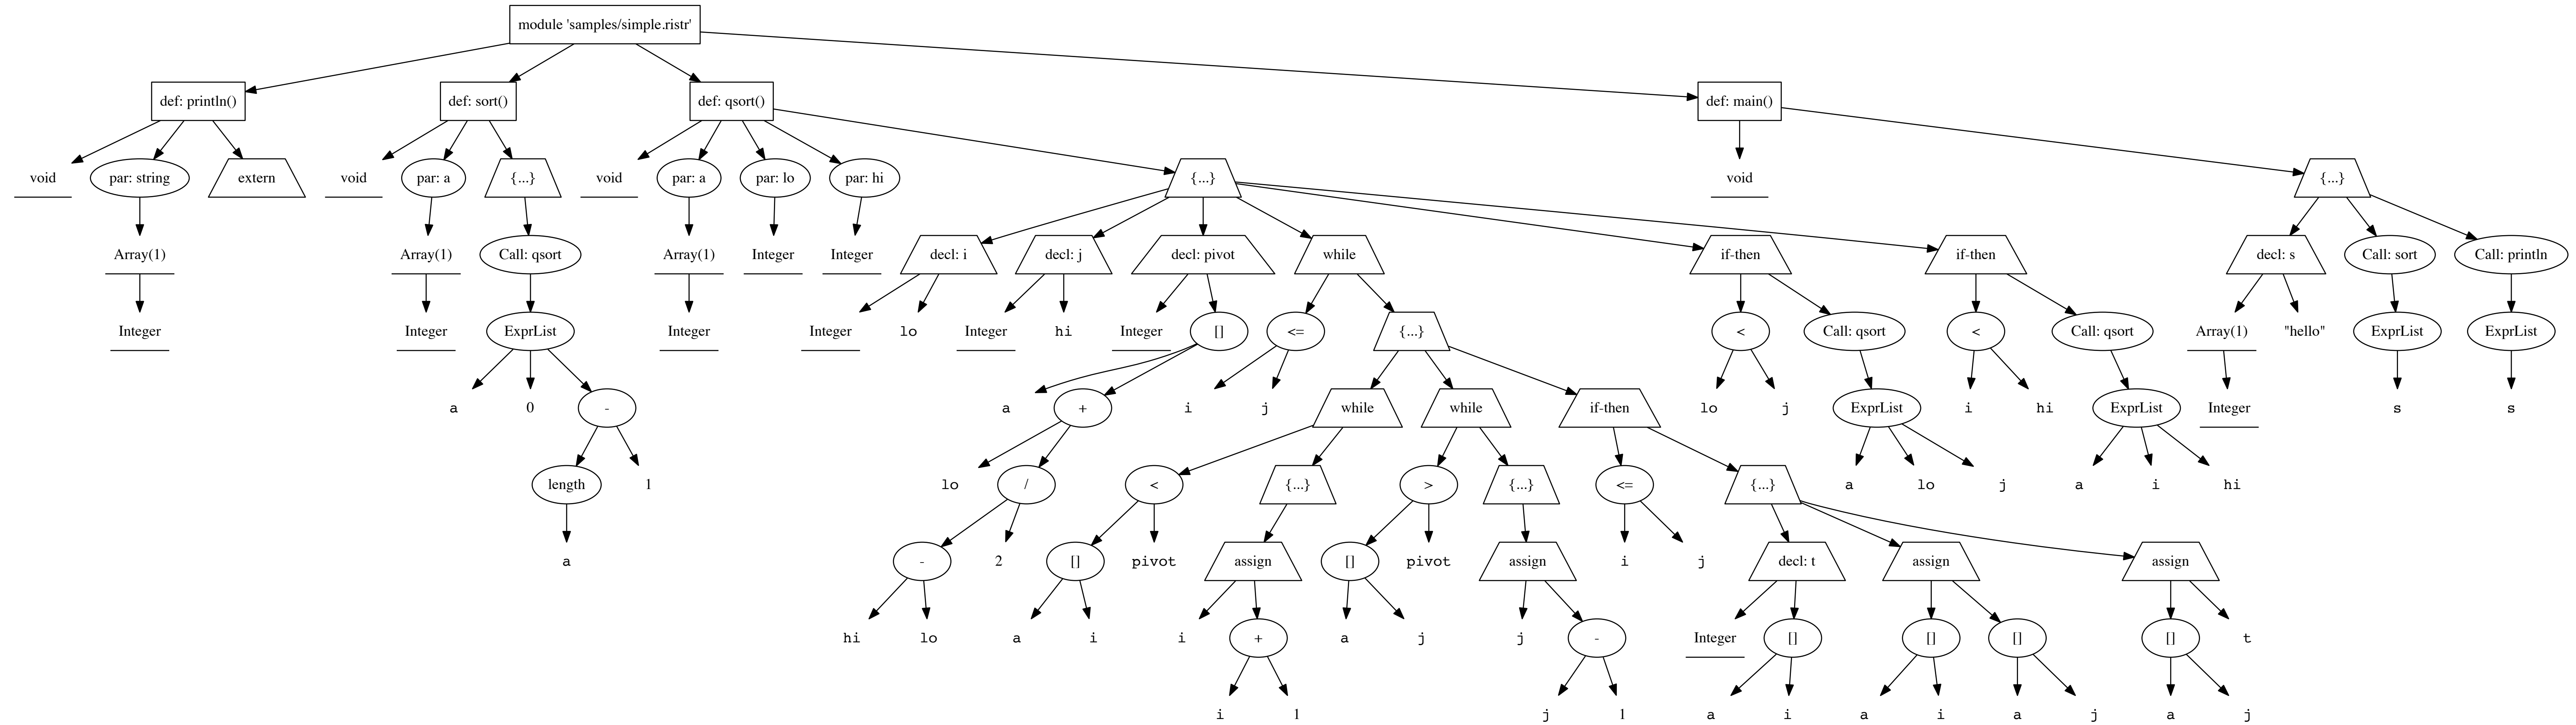 module 'samples/simple.ristr'
def: println()
def: sort()
def: qsort()
def: main()
void
par: string
extern
void
par: a
{...}
void
par: a
par: lo
par: hi
{...}
void
{...}
Array(1)
Array(1)
Call: qsort
Array(1)
Integer
Integer
decl: i
decl: j
decl: pivot
while
if-then
if-then
decl: s
Call: sort
Call: println
Integer
Integer
ExprList
Integer
Integer
lo
Integer
hi
Integer
[]
<=
{...}
<
Call: qsort
<
Call: qsort
Array(1)
"hello"
ExprList
ExprList
a
0
-
a
+
i
j
while
while
if-then
lo
j
ExprList
i
hi
ExprList
Integer
s
s
length
1
lo
/
<
{...}
>
{...}
<=
{...}
a
lo
j
a
i
hi
a
-
2
[]
pivot
assign
[]
pivot
assign
i
j
decl: t
assign
assign
hi
lo
a
i
i
+
a
j
j
-
Integer
[]
[]
[]
[]
t
i
1
j
1
a
i
a
i
a
j
a
j